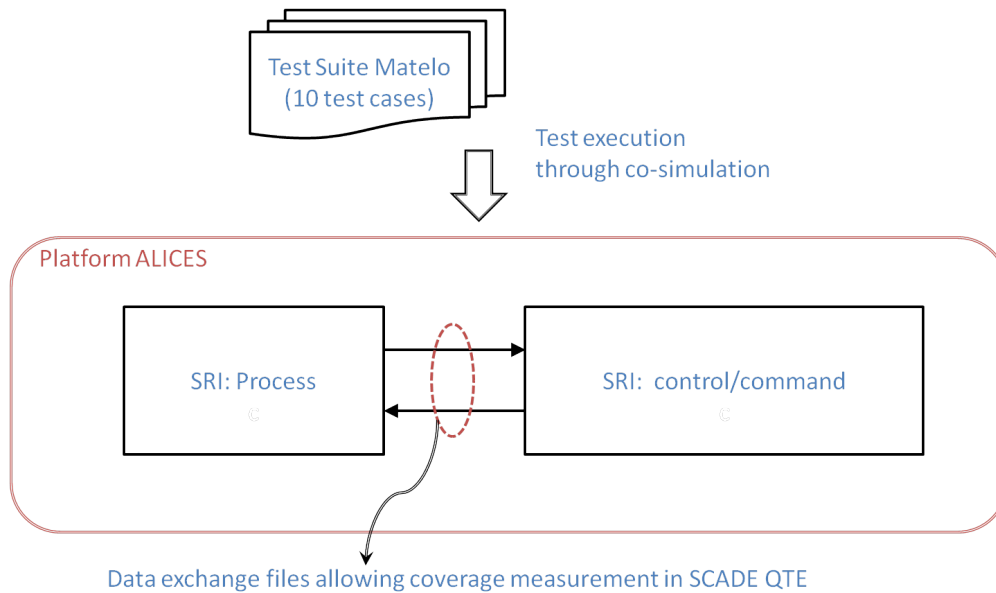 Test Suite Matelo
(10 test cases)
Test execution
through co-simulation
Platform ALICES
SRI: Process
C
SRI: control/command
C
Data exchange files allowing coverage measurement in SCADE QTE